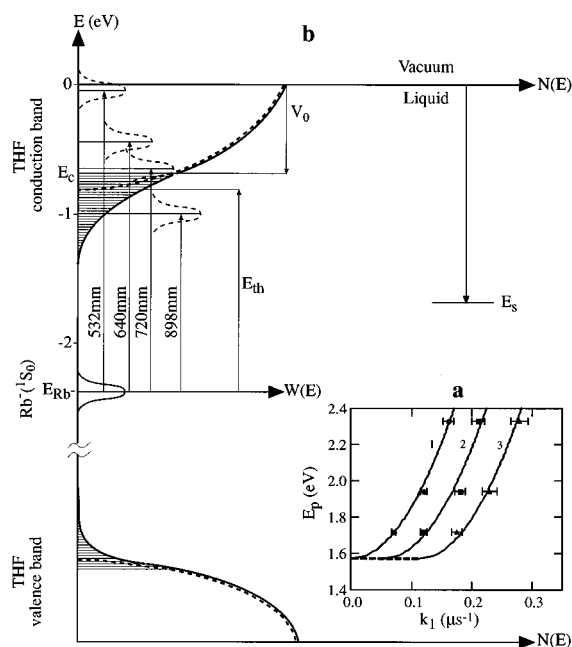 E (eV)
b
0
Vacuum
N(E)
Liquid
V0
THF
conduction band
Ec
-1
Eth
532mm
640mm
720mm
898mm
Es
-2
Rb-(1S0)
ERb-
W(E)
a
2.4
2.2
2.0
1.8
1.6
1.4
Ep (eV)
1
2
3
0.0
0.1
0.2
0.3
k1 (μs-1)
THF
valence band
N(E)